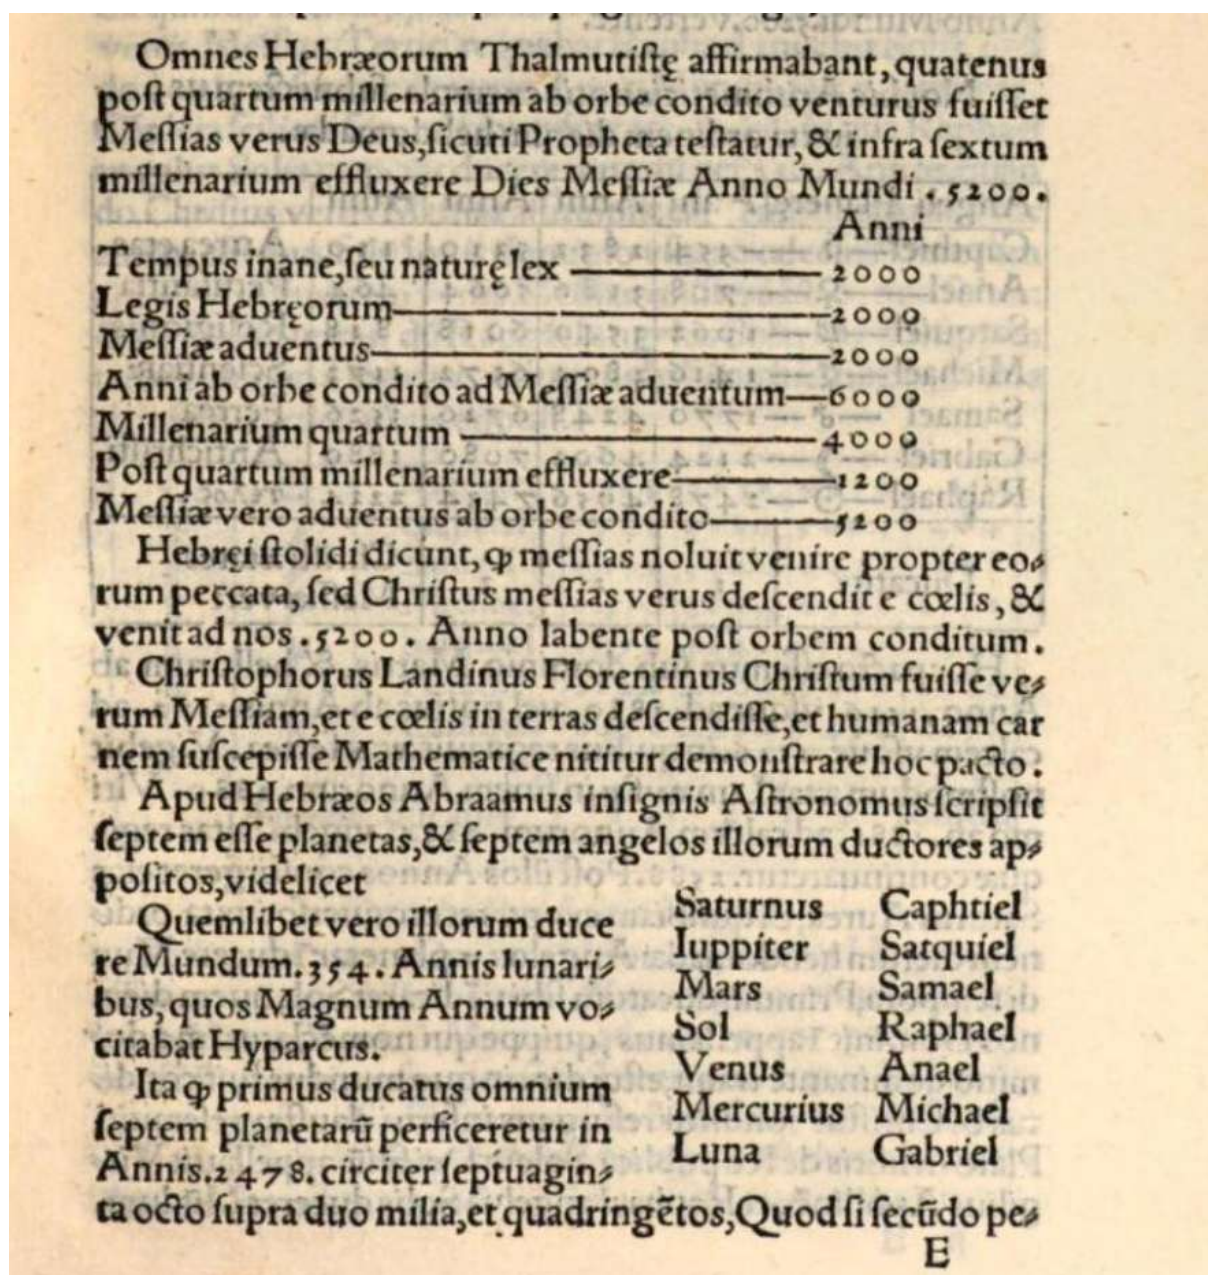 Omnes Hebræorum Thalmutiſtę affirmabant, quatenus
poſt quartum millenarium ab orbe condito venturus fuiſſet
Meſſias verus Deus, ſicuti Propheta teſtatur, & infra ſextum
millenarium effluxere Dies Meſſiæ Anno Mundi . 5200.
Anni
Tempus inane, ſeu naturę lex — 2000
Legis Hebręorum — 2000
Meſſiæ aduentus — 2000
Anni ab orbe condito ad Meſſiæ aduentum — 6000
Millenarium quartum — 4000
Poſt quartum millenarium effluxere — 1200
Meſſiæ vero aduentus ab orbe condito — 5200
Hebręi ſtolidi dicunt, ꝙ meſſias noluit venire propter eo⸗
rum peccata, ſed Chriſtus meſſias verus deſcendit e cœlis, &
venit ad nos . 5200. Anno labente poſt orbem conditum.
Chriſtophorus Landinus Florentinus Chriſtum fuiſſe ve⸗
rum Meſſiam, et e cœlis in terras deſcendiſſe, et humanam car
nem ſuſcepiſſe Mathematice nititur demonſtrare hoc pacto.
Apud Hebræos Abraamus inſignis Aſtronomus ſcripſit
ſeptem eſſe planetas, & ſeptem angelos illorum ductores ap⸗
poſitos, videlicet
Quemlibet vero illorum duce
re Mundum. 354. Annis lunari⸗
bus, quos Magnum Annum vo⸗
citabat Hyparcus.
Ita ꝙ primus ducatus omnium
ſeptem planetarū perficeretur in
Annis. 2478. circiter ſeptuagin⸗
Saturnus Caphtiel
Iuppiter Satquiel
Mars Samael
Sol Raphael
Venus Anael
Mercurius Michael
Luna Gabriel
ta octo ſupra duo milia, et quadringētos, Quod ſi ſecūdo pe⸗
E